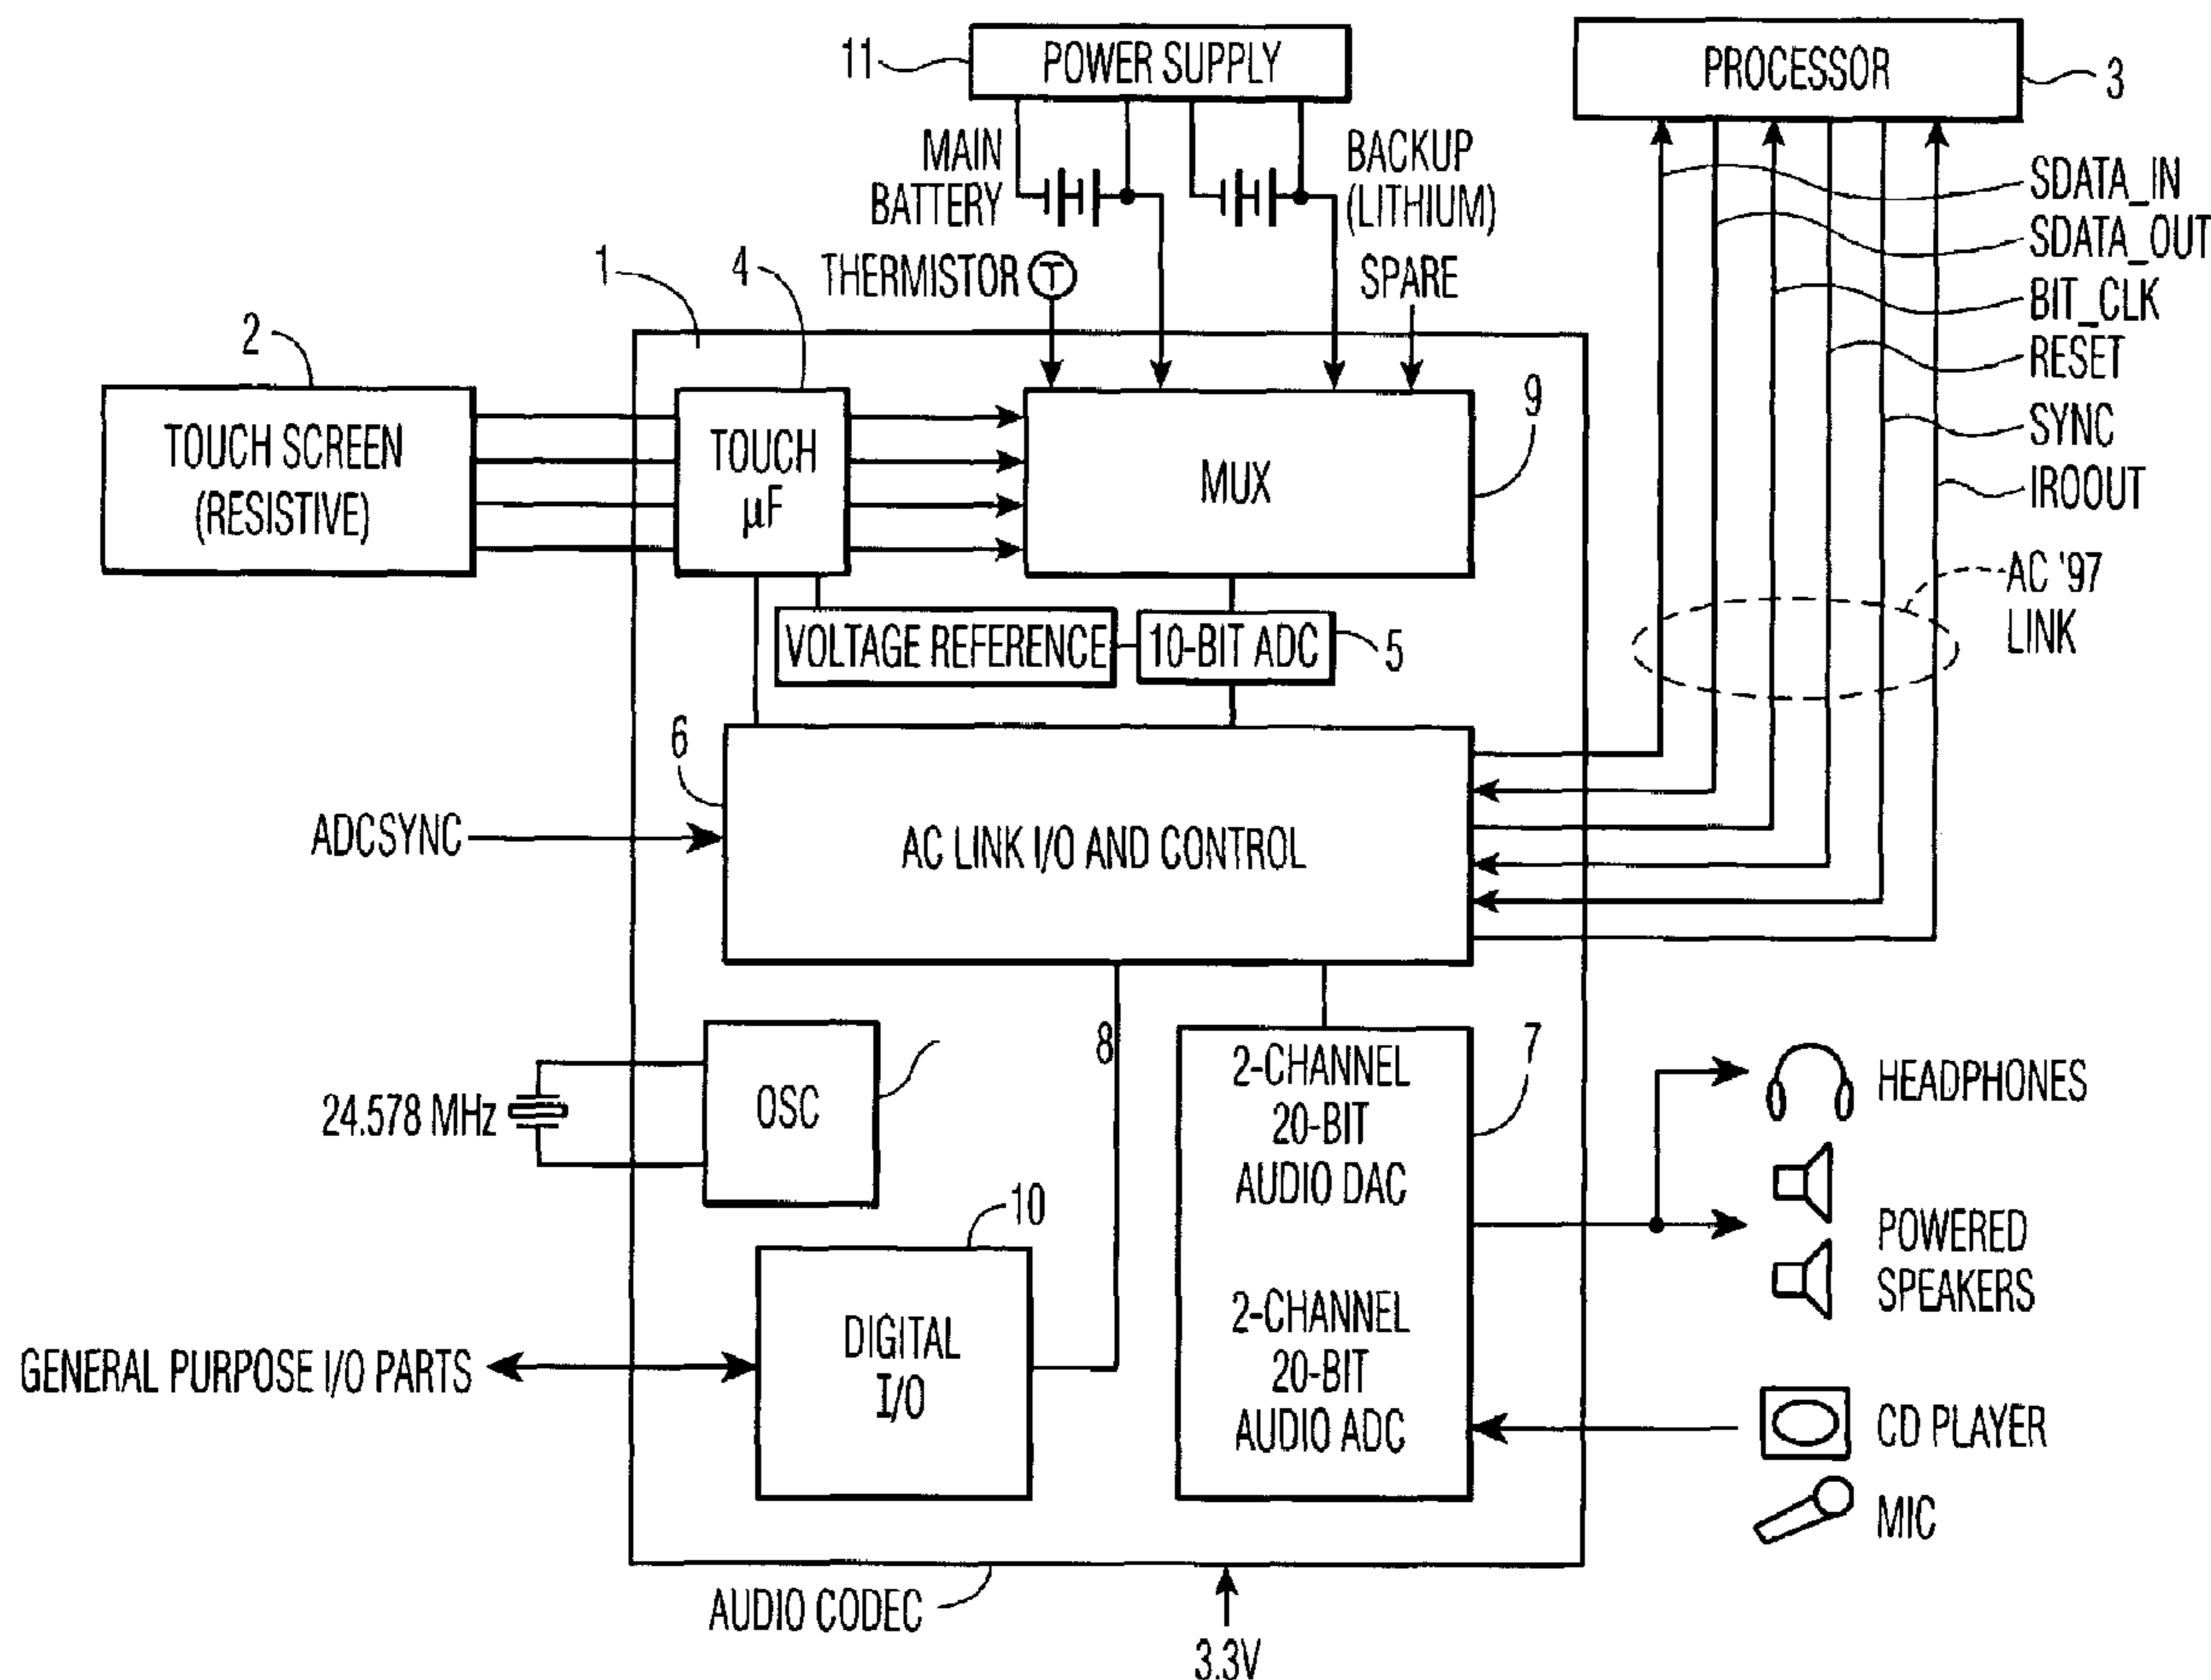 11
POWER SUPPLY
PROCESSOR
3
MAIN
BATTERY
BACKUP
(LITHIUM)
SDATA_IN
SDATA_OUT
BIT_CLK
RESET
SYNC
IROOUT
AC '97
LINK
THERMISTOR
T
SPARE
1
4
2
TOUCH SCREEN
(RESISTIVE)
TOUCH
µF
MUX
9
VOLTAGE REFERENCE
10-BIT ADC
5
6
ADCSYNC
AC LINK I/O AND CONTROL
24.578 MHz
OSC
8
7
2-CHANNEL
20-BIT
AUDIO DAC
2-CHANNEL
20-BIT
AUDIO ADC
HEADPHONES
POWERED
SPEAKERS
CD PLAYER
MIC
10
DIGITAL
I/O
GENERAL PURPOSE I/O PARTS
AUDIO CODEC
3.3V